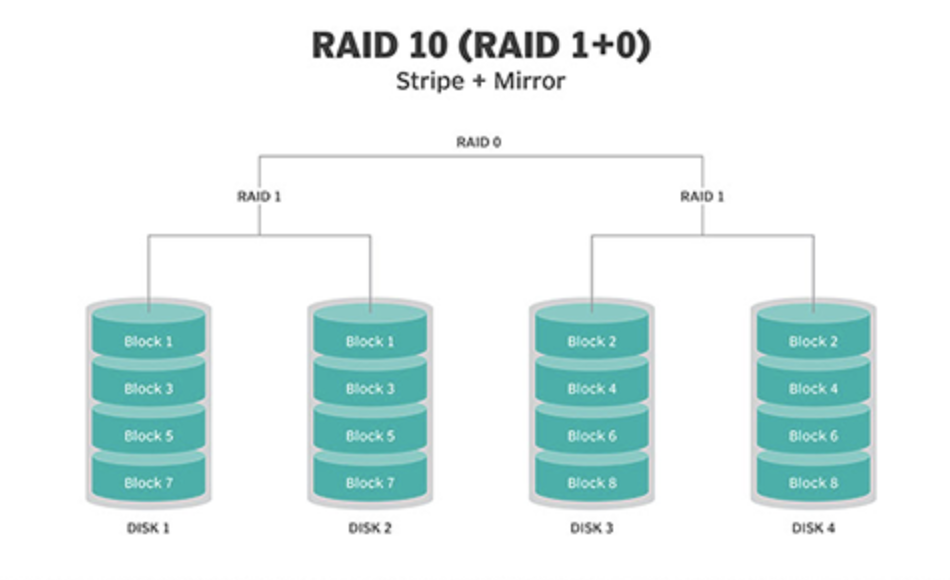 RAID 10 (RAID 1+0)
Stripe + Mirror
RAID 0
RAID 1
RAID 1
Block 1
Block 3
Block 5
Block 7
DISK 1
Block 1
Block 3
Block 5
Block 7
DISK 2
Block 2
Block 4
Block 6
Block 8
DISK 3
Block 2
Block 4
Block 6
Block 8
DISK 4